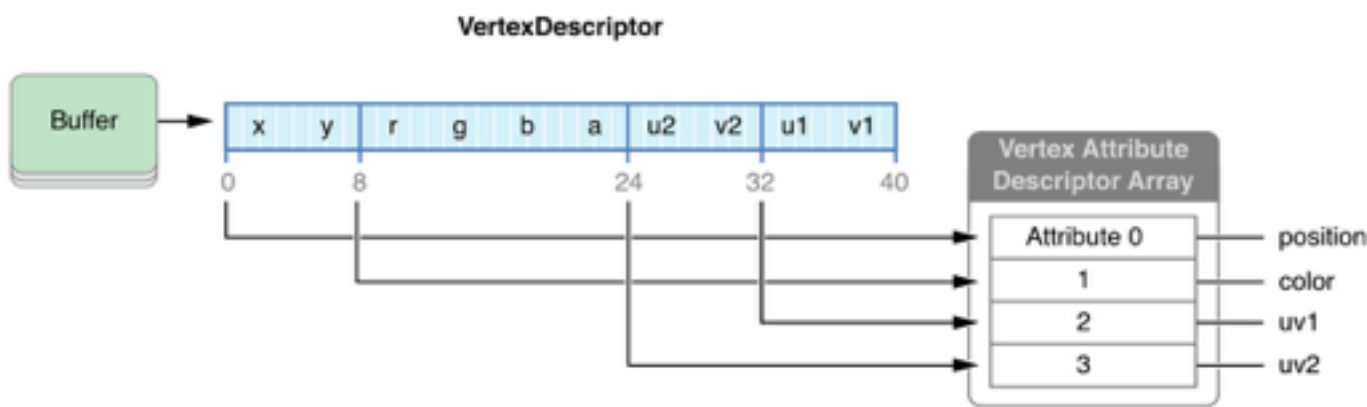 VertexDescriptor
Buffer
x y r g b a u2 v2 u1 v1
0 8 24 32 40
Vertex Attribute
Descriptor Array
Attribute 0 position
1 color
2 uv1
3 uv2